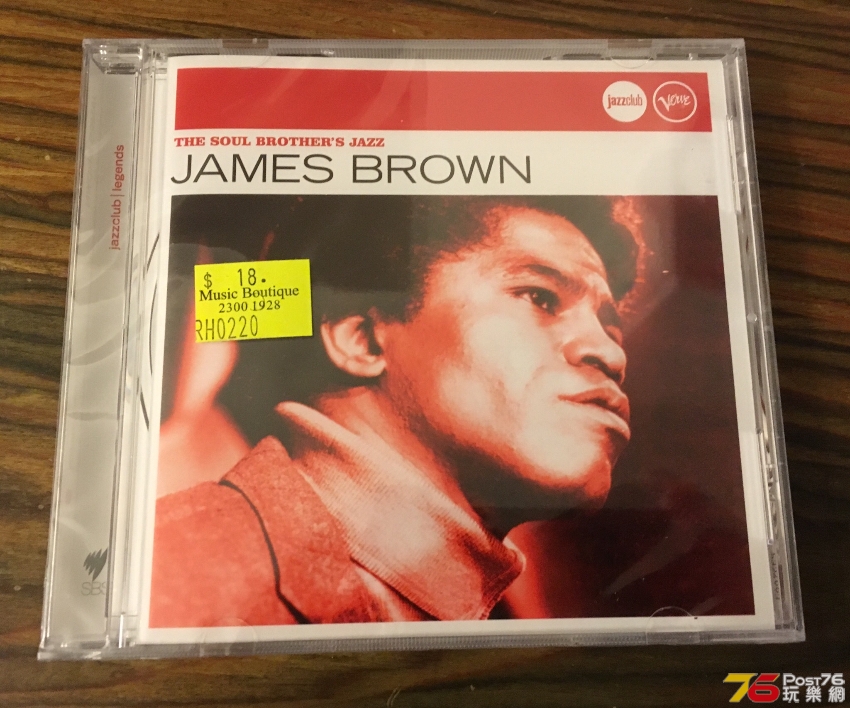 jazzclub
Verve
THE SOUL BROTHER'S JAZZ
JAMES BROWN
jazzclub | legends
$ 18.
Music Boutique
2300 1928
RH0220
SBS
76 Post76
玩樂網